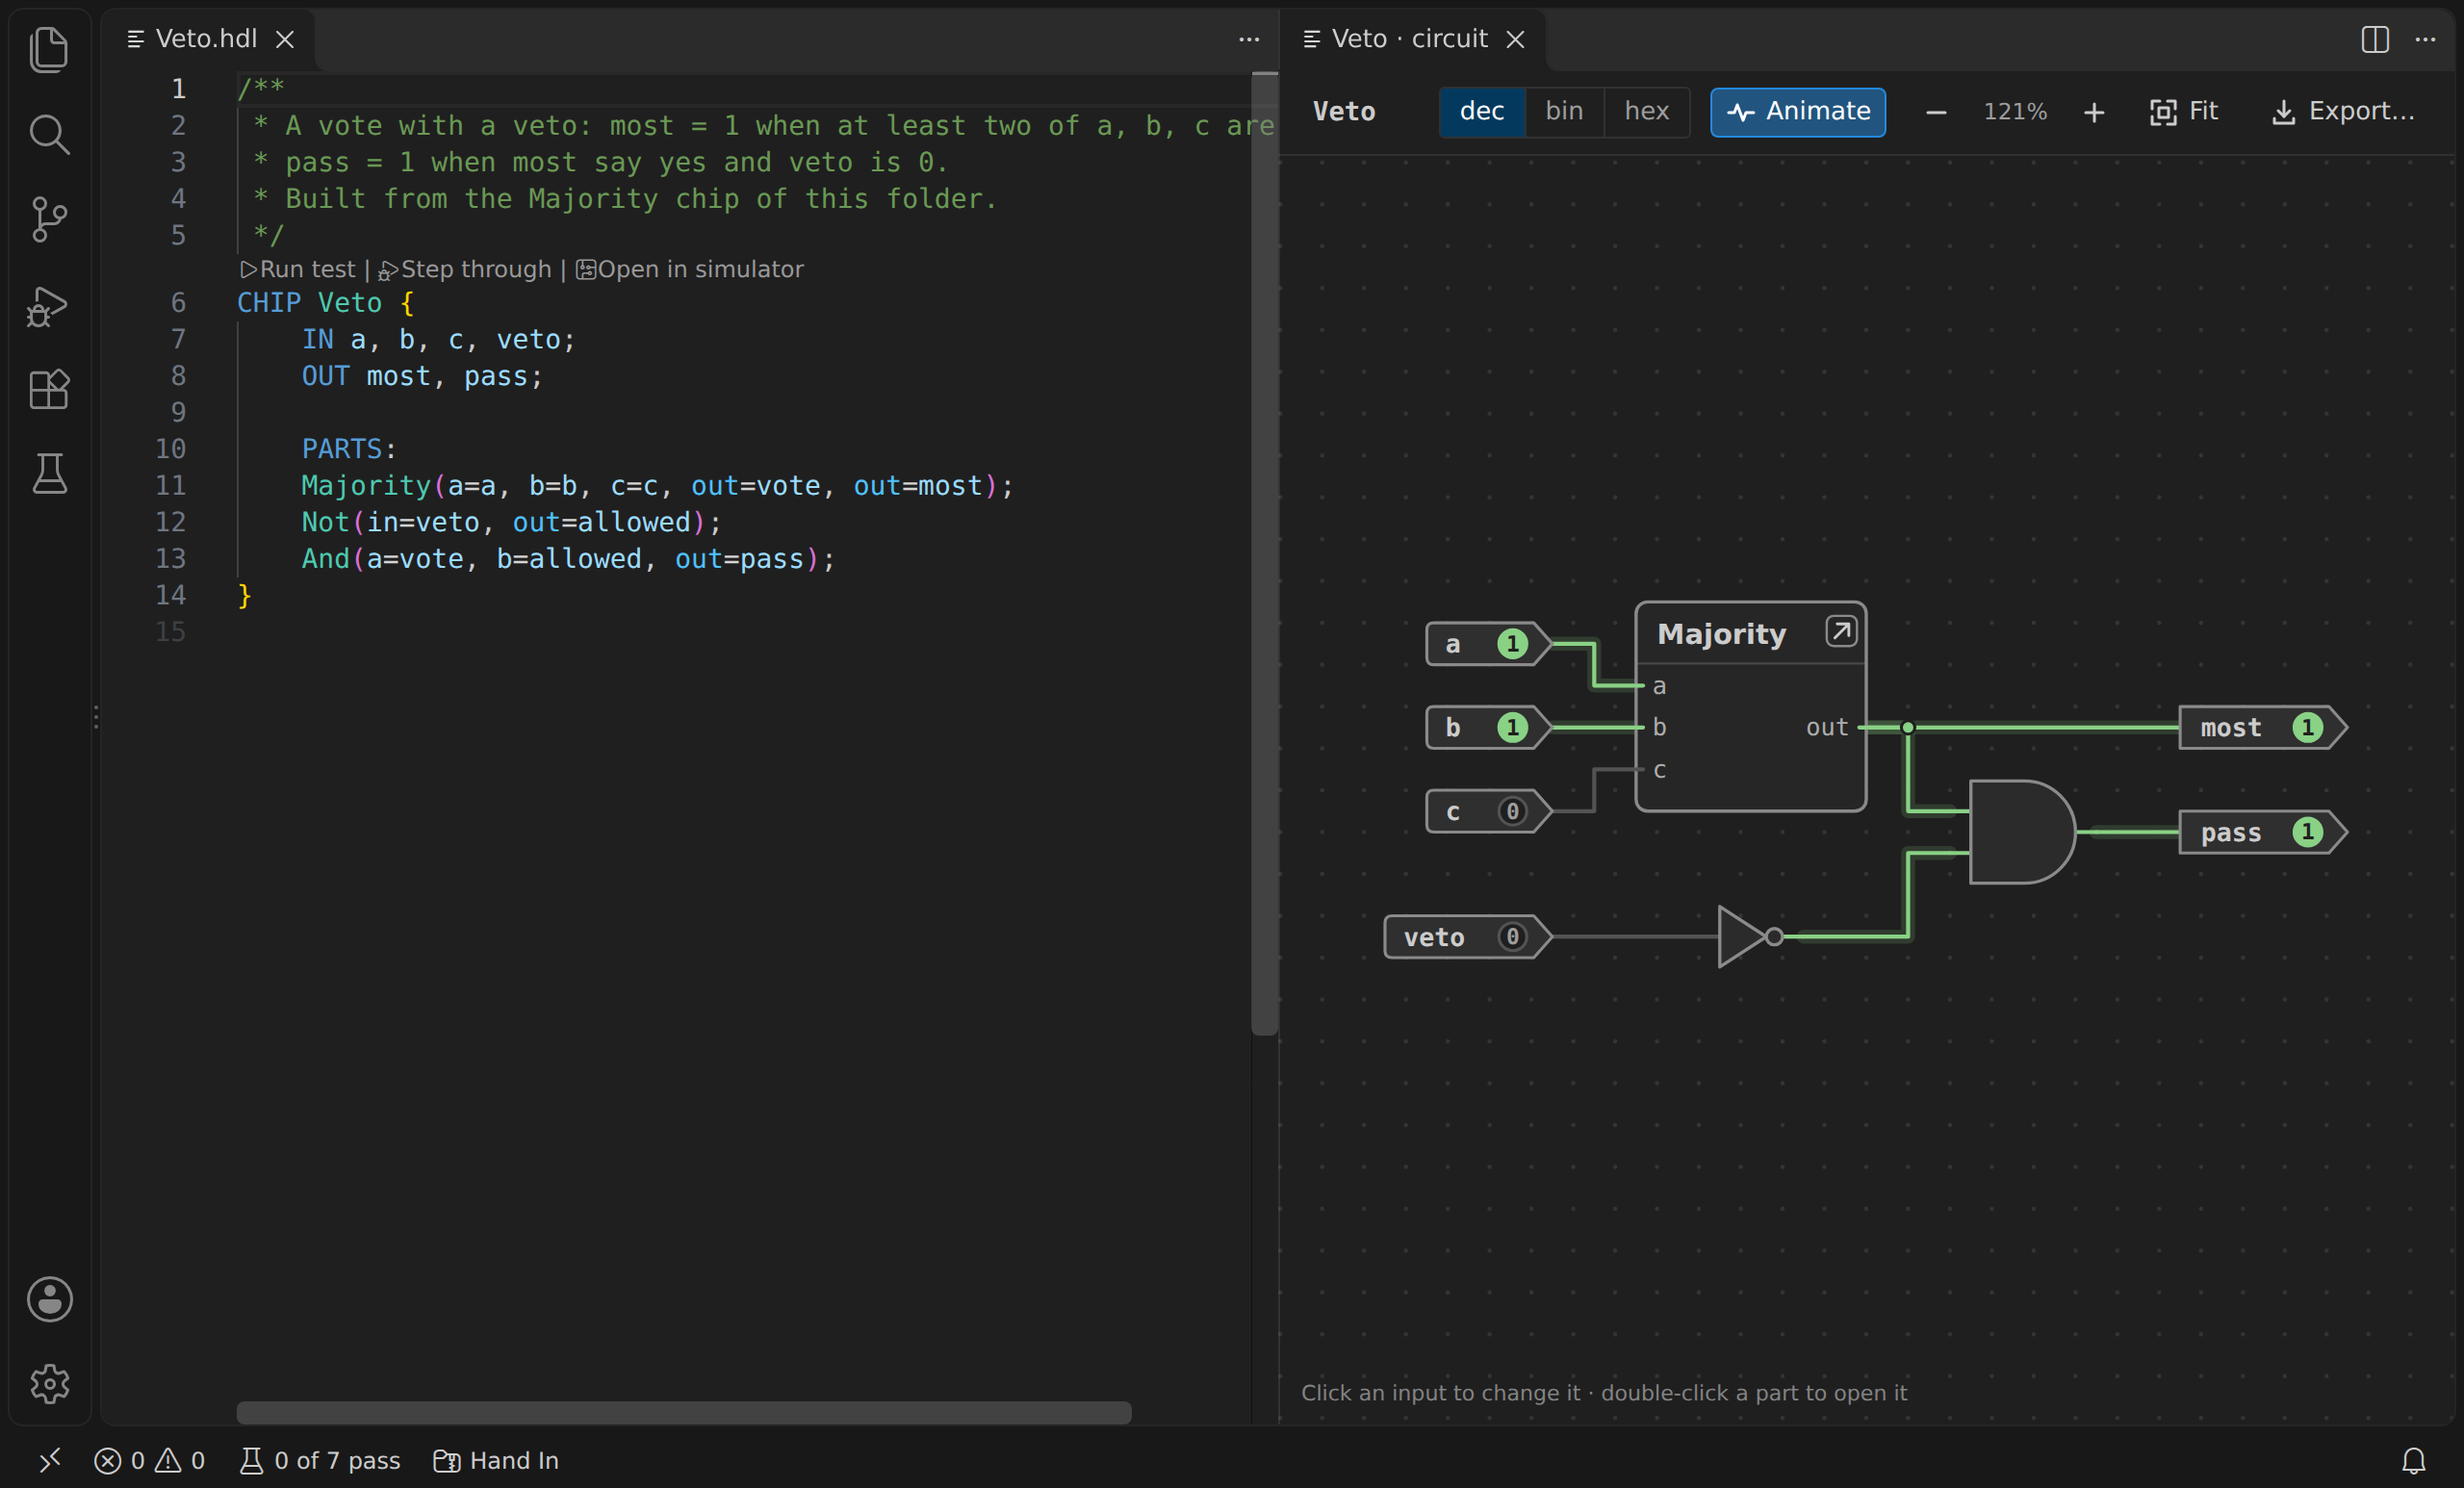 Veto.hdl
Veto · circuit
Veto dec bin hex Animate 121% Fit Export...
1 /**
2 * A vote with a veto: most = 1 when at least two of a, b, c are
3 * pass = 1 when most say yes and veto is 0.
4 * Built from the Majority chip of this folder.
5 */
Run test | Step through | Open in simulator
6 CHIP Veto {
7 IN a, b, c, veto;
8 OUT most, pass;
9
10 PARTS:
11 Majority(a=a, b=b, c=c, out=vote, out=most);
12 Not(in=veto, out=allowed);
13 And(a=vote, b=allowed, out=pass);
14 }
15
Majority
a 1
a
b 1
b
out
most 1
c
c 0
pass 1
veto 0
Click an input to change it · double-click a part to open it
0 0 0 of 7 pass Hand In